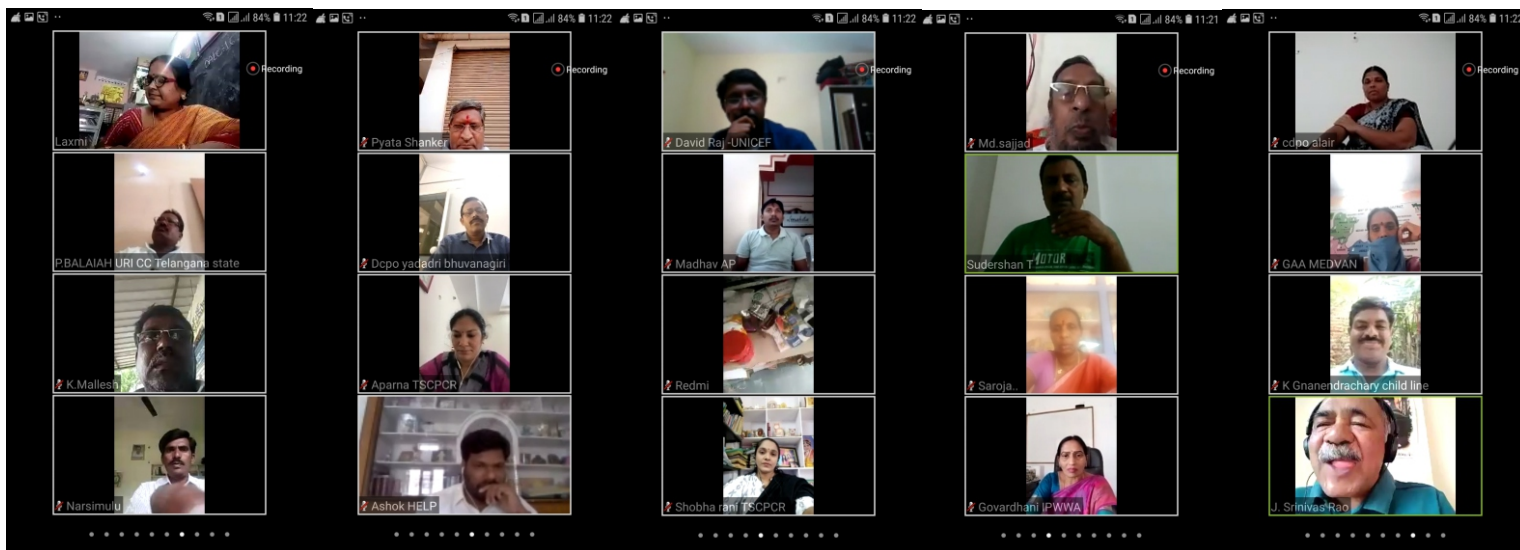 84% 11:22
Recording
Laxmi
P.BALAIAH URI CC Telangana state
K.Mallesh
Narsimulu
84% 11:22
Recording
Pyata Shanker
Dcpo yadadri bhuvanagiri
Aparna TSCPCR
Ashok HELP
84% 11:22
Recording
David Raj -UNICEF
Madhav AP
Redmi
Shobha rani TSCPCR
84% 11:21
Recording
Md.sajjad
MOTUR
Sudershan T
Saroja..
Govardhani IPWWA
84% 11:22
Recording
cdpo alair
GAA MEDVAN
K Gnanendrachary child line
J. Srinivas Rao